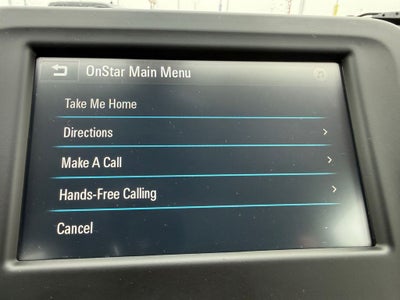 OnStar Main Menu
Take Me Home
Directions
Make A Call
Hands-Free Calling
Cancel